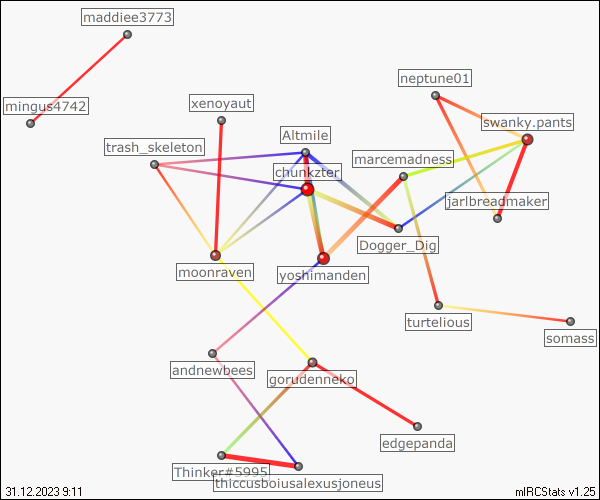 maddiee3773
neptune01
mingus4742
xenoyaut
swanky.pants
Altmile
trash_skeleton
marcemadness
chunkzter
jarlbreadmaker
Dogger_Dig
moonraven
yoshimanden
turtelious
somass
andnewbees
gorudenneko
edgepanda
Thinker#5995
thiccusboiusalexusjoneus
31.12.2023 9:11
mIRCStats v1.25